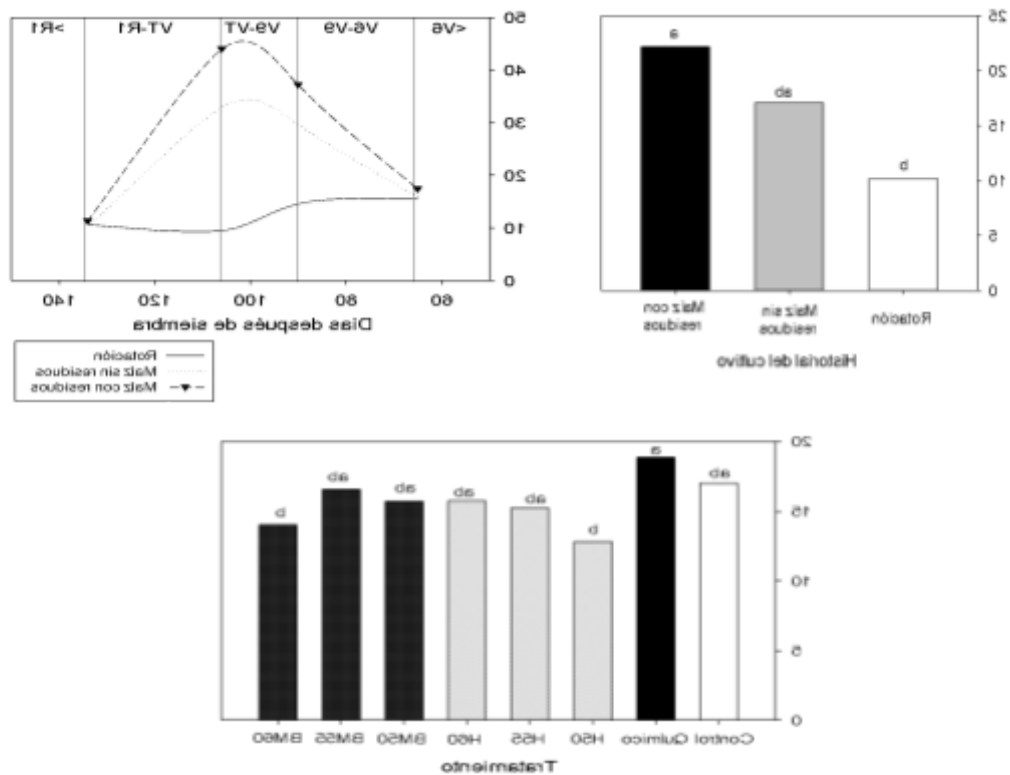 25
20
15
10
5
0
b
ab
a
Rotación
Maíz sin
residuos
Maíz con
residuos
Historial del cultivo
50
40
30
20
10
0
<V6 V6-V9 V9-VT VT-R1 >R1
60 80 100 120 140
Días después de siembra
Rotación
Maíz sin residuos
Maíz con residuos
20
15
10
5
0
ab a b ab ab ab ab b
Control Químico H50 H55 H60 BM50 BM55 BM60
Tratamiento